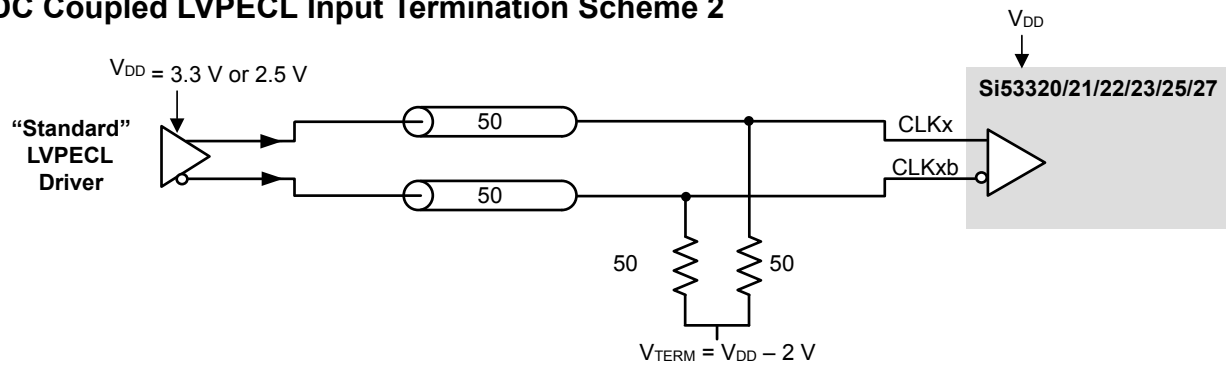 DC Coupled LVPECL Input Termination Scheme 2
VDD
VDD = 3.3 V or 2.5 V
Si53320/21/22/23/25/27
“Standard”
LVPECL
Driver
50
CLKx
50
CLKxb
50
50
VTERM = VDD – 2 V